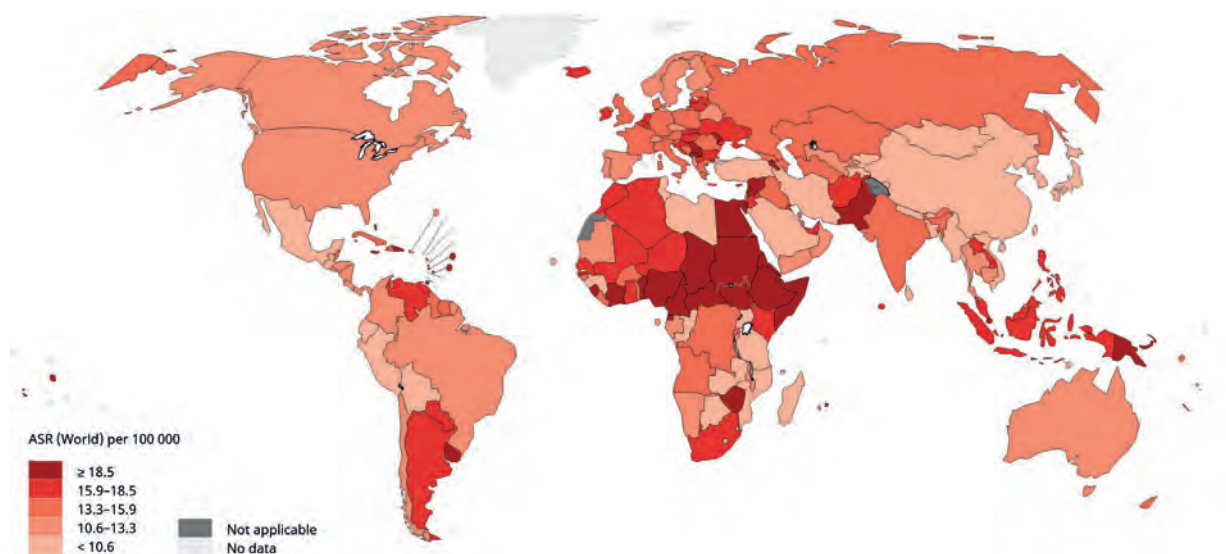 ASR (World) per 100 000
≥ 18.5
15.9–18.5
13.3–15.9
10.6–13.3
< 10.6
Not applicable
No data